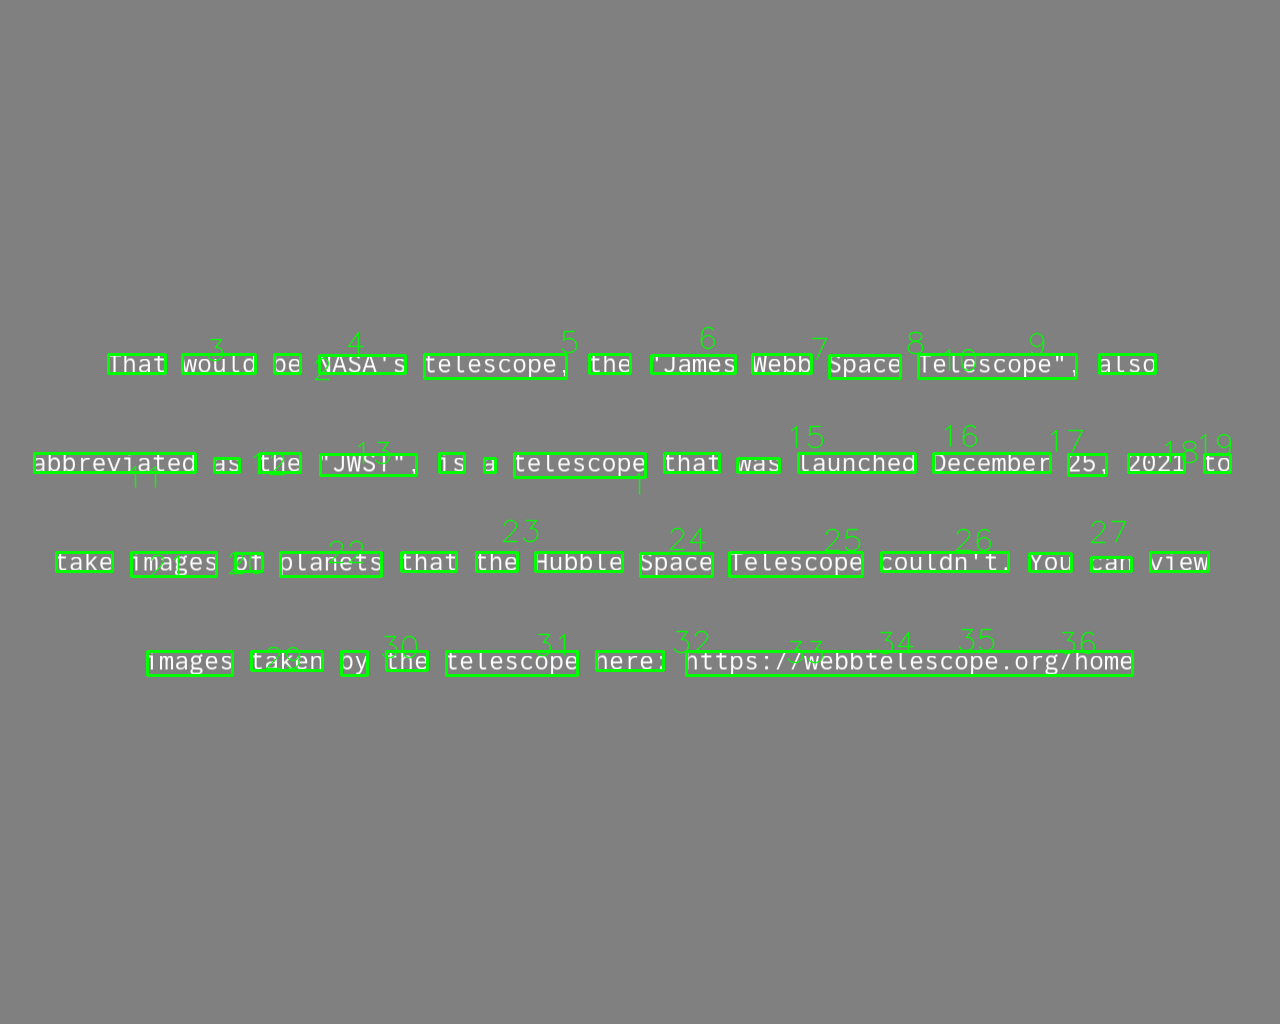 That would be NASA's telescope, the "James Webb Space Telescope", also
abbreviated as the "JWST", is a telescope that was launched December 25, 2021 to
take images of planets that the Hubble Space Telescope couldn't. You can view
images taken by the telescope here: https://webbtelescope.org/home